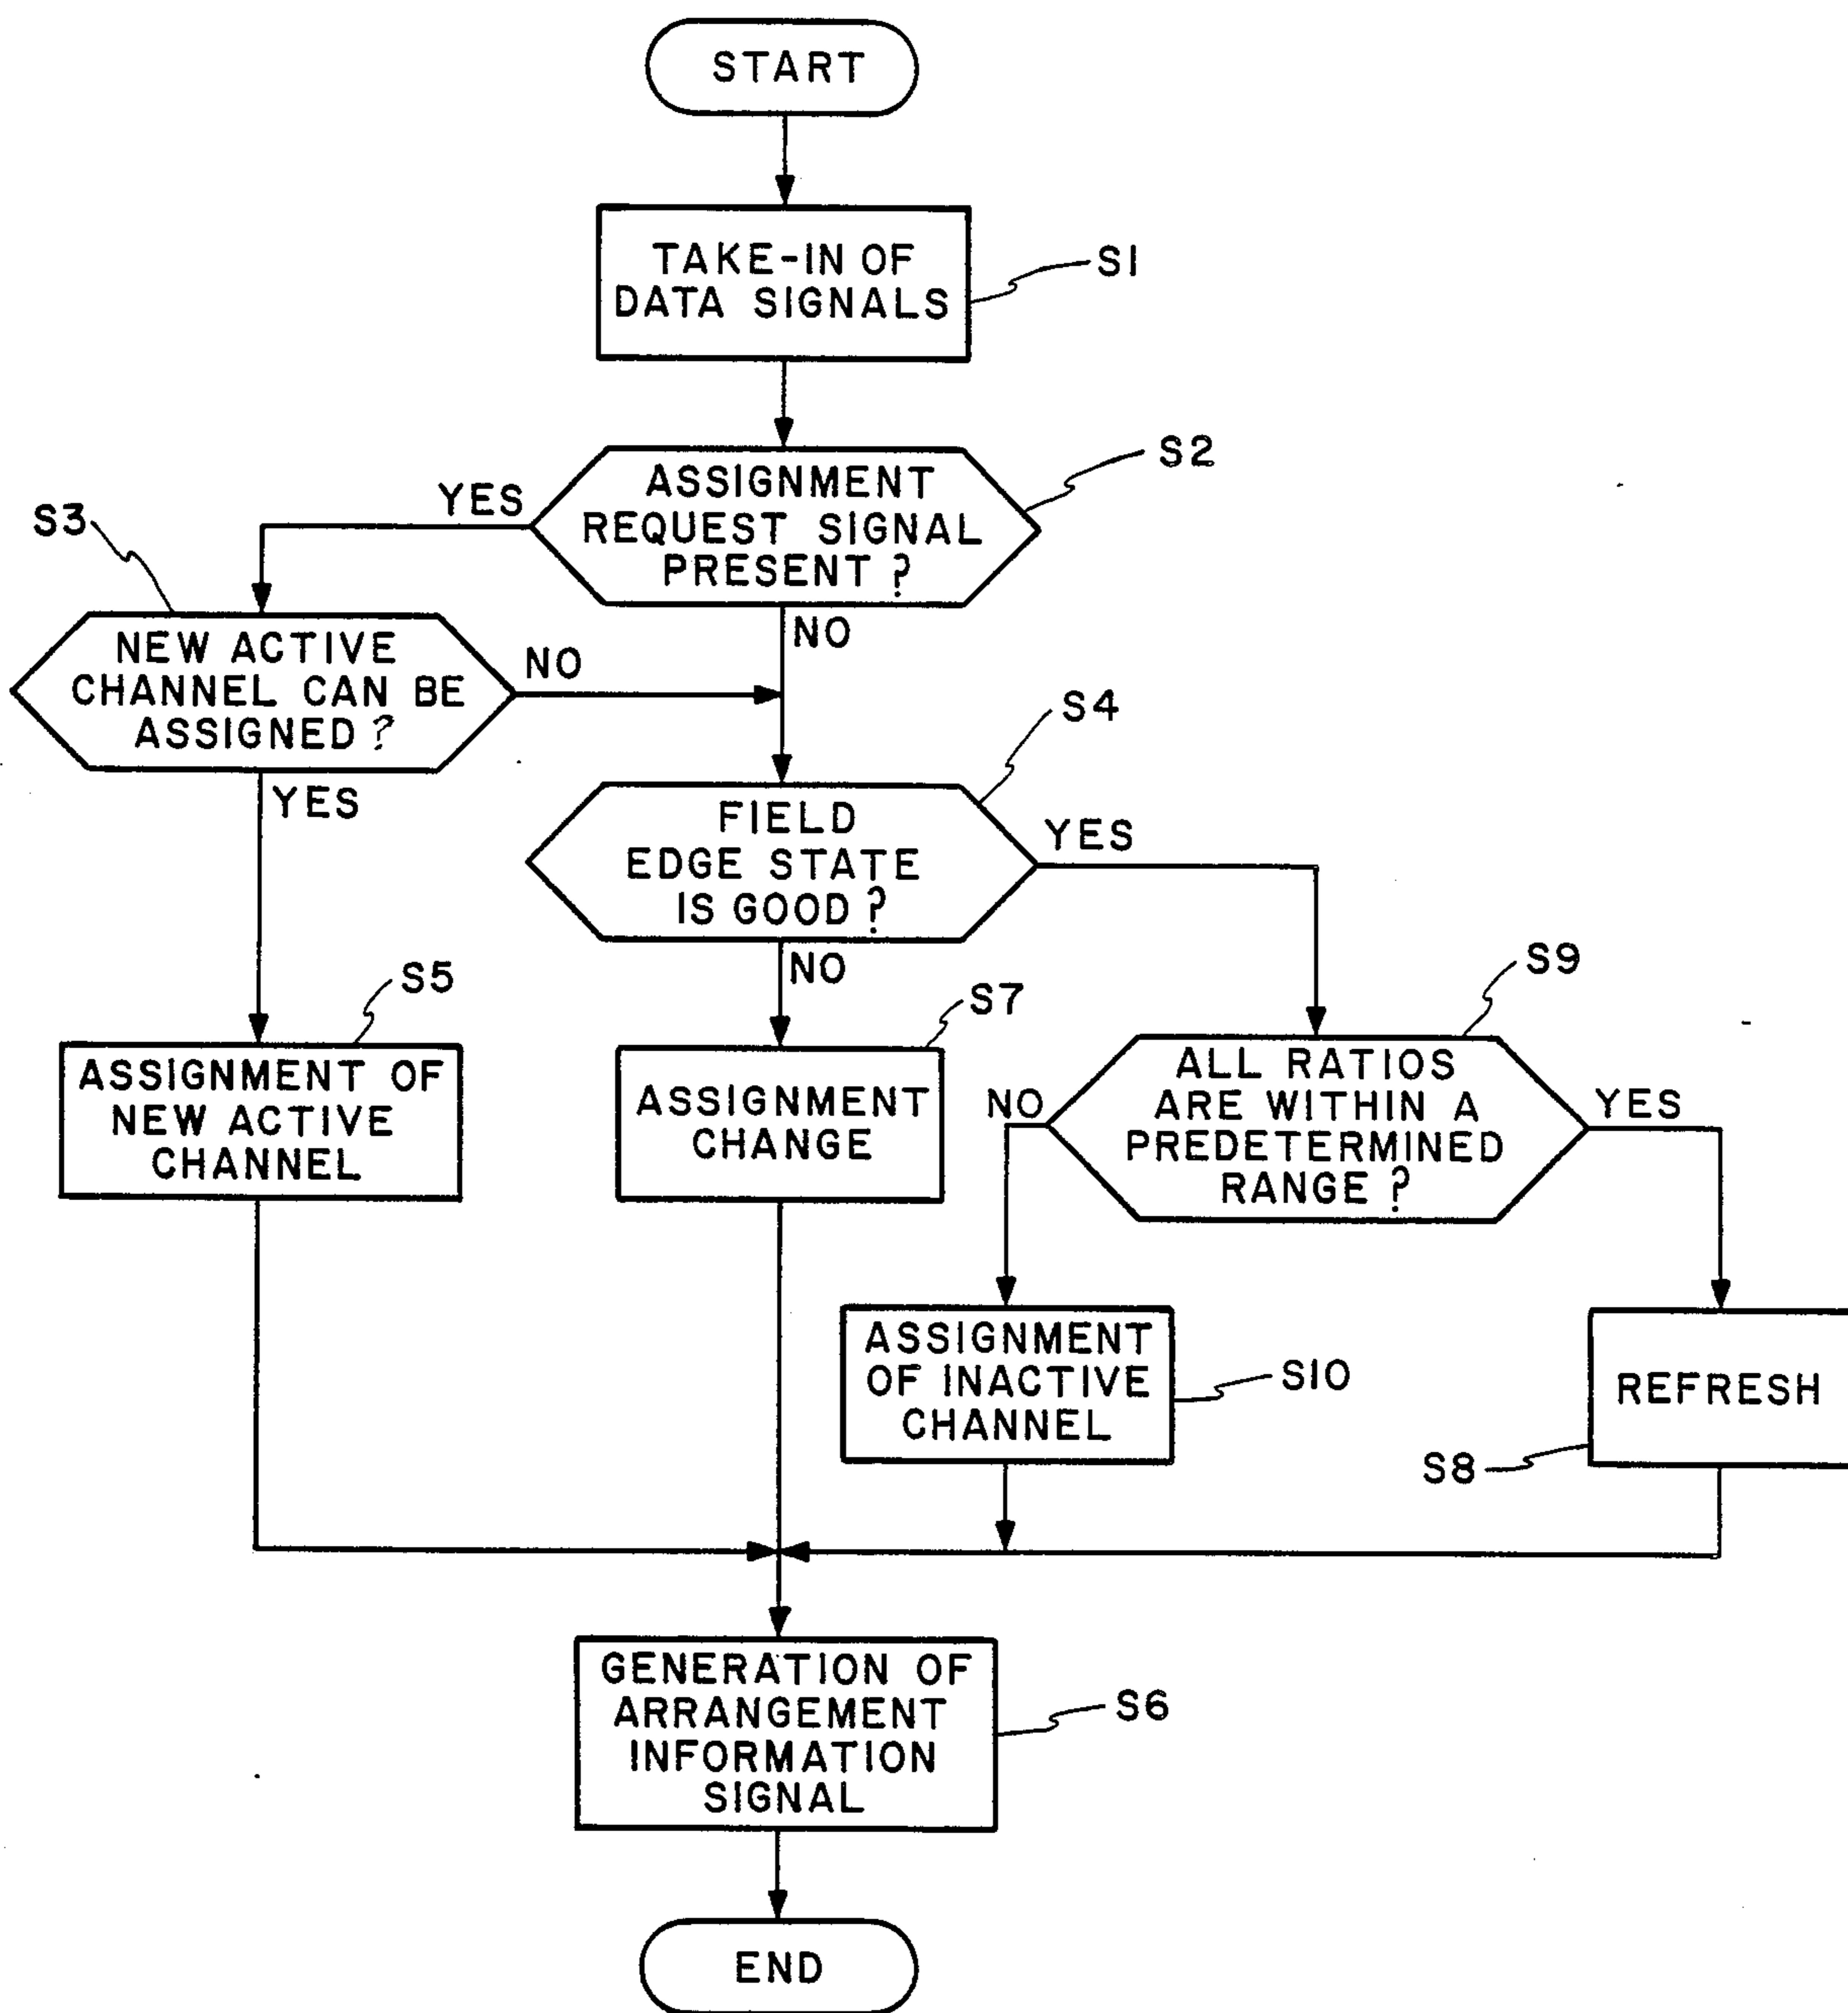 START
TAKE-IN OF
DATA SIGNALS
S1
ASSIGNMENT
REQUEST SIGNAL
PRESENT ?
S2
YES
NO
S3
NEW ACTIVE
CHANNEL CAN BE
ASSIGNED ?
NO
YES
S4
FIELD
EDGE STATE
IS GOOD ?
YES
NO
S5
ASSIGNMENT OF
NEW ACTIVE
CHANNEL
S7
ASSIGNMENT
CHANGE
S9
ALL RATIOS
ARE WITHIN A
PREDETERMINED
RANGE ?
NO
YES
ASSIGNMENT
OF INACTIVE
CHANNEL
S10
REFRESH
S8
GENERATION OF
ARRANGEMENT
INFORMATION
SIGNAL
S6
END